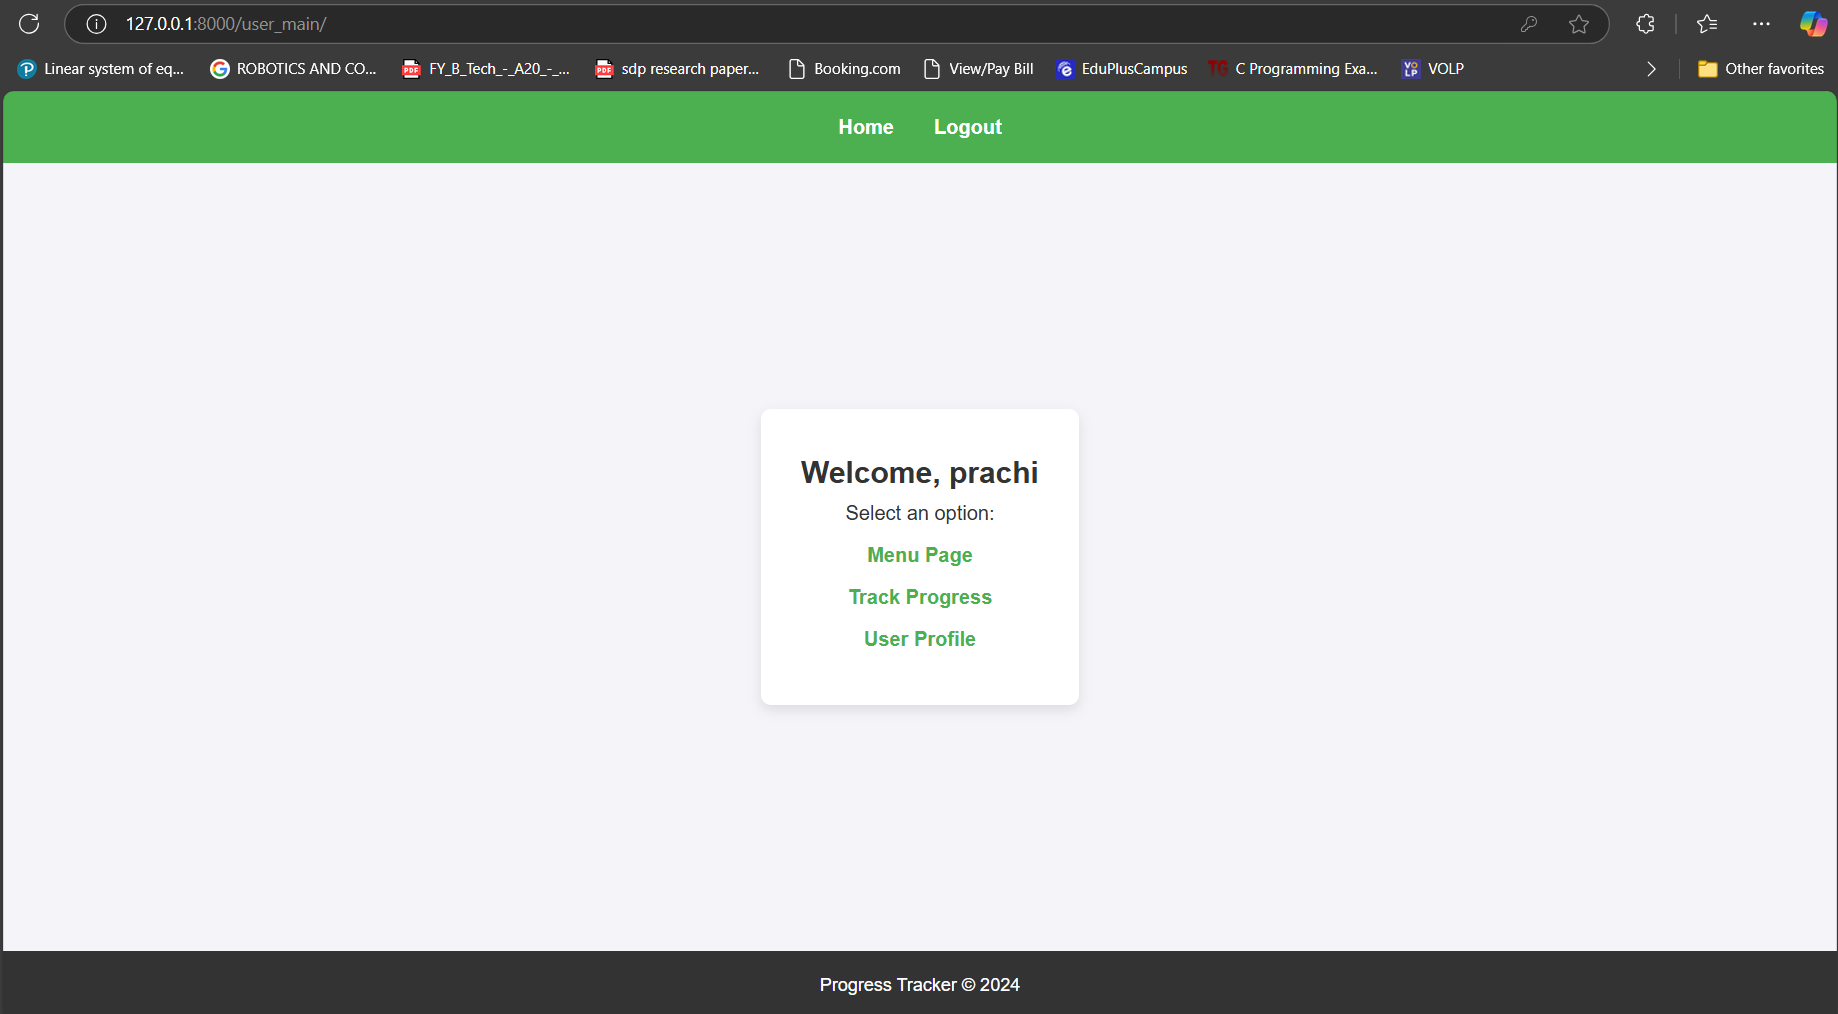 127.0.0.1:8000/user_main/
Linear system of eq... ROBOTICS AND CO... FY_B_Tech_-_A20_-_... sdp research paper... Booking.com View/Pay Bill EduPlusCampus TG C Programming Exa... VOLP Other favorites
Home Logout
Welcome, prachi
Select an option:
Menu Page
Track Progress
User Profile
Progress Tracker © 2024